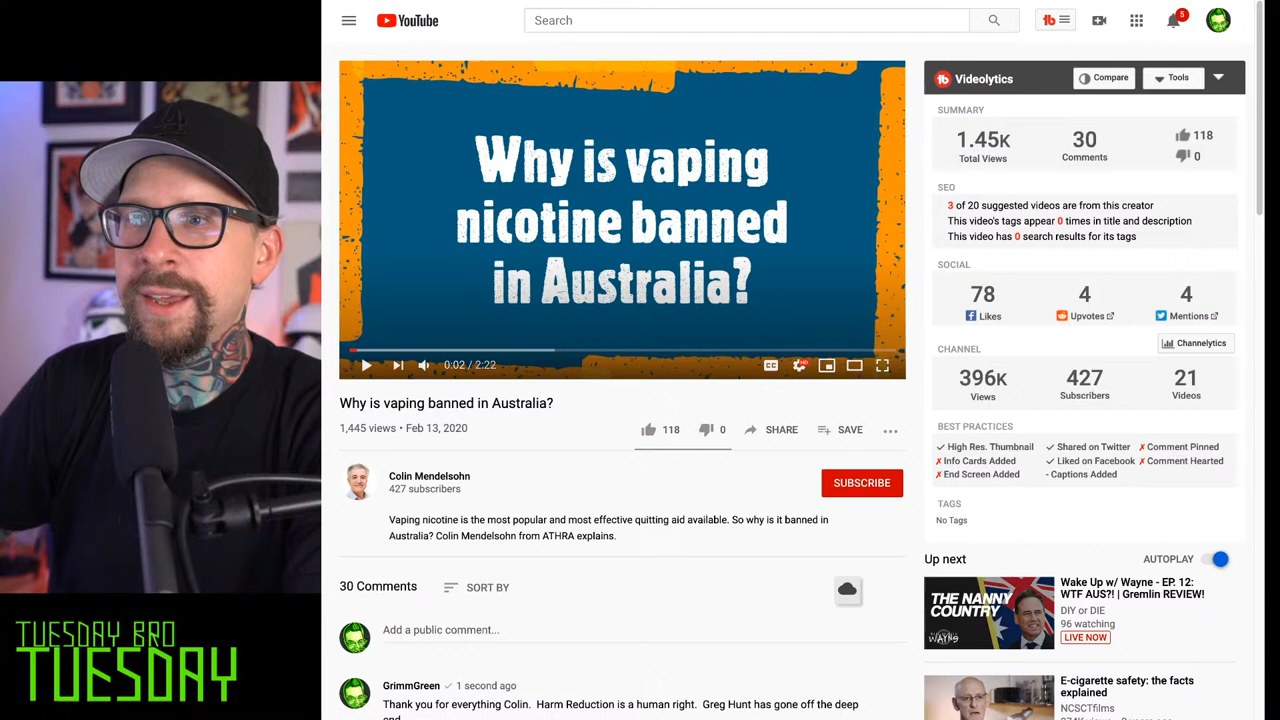 YouTube
Search
tb
5
Why is vaping
nicotine banned
in Australia?
0:02 / 2:22
CC
HD
Why is vaping banned in Australia?
1,445 views • Feb 13, 2020
118
0
SHARE
SAVE
Colin Mendelsohn
427 subscribers
SUBSCRIBE
Vaping nicotine is the most popular and most effective quitting aid available. So why is it banned in
Australia? Colin Mendelsohn from ATHRA explains.
30 Comments
SORT BY
Add a public comment...
GrimmGreen 1 second ago
Thank you for everything Colin. Harm Reduction is a human right. Greg Hunt has gone off the deep
end.
tb Videolytics
Compare
Tools
SUMMARY
1.45K
Total Views
30
Comments
118
0
SEO
3 of 20 suggested videos are from this creator
This video's tags appear 0 times in title and description
This video has 0 search results for its tags
SOCIAL
78
Likes
4
Upvotes
4
Mentions
Channelytics
CHANNEL
396K
Views
427
Subscribers
21
Videos
BEST PRACTICES
✓ High Res. Thumbnail ✓ Shared on Twitter ✗ Comment Pinned
✗ Info Cards Added ✓ Liked on Facebook ✗ Comment Hearted
✗ End Screen Added - Captions Added
TAGS
No Tags
Up next
AUTOPLAY
THE NANNY
COUNTRY
WAYNE
Wake Up w/ Wayne - EP. 12:
WTF AUS?! | Gremlin REVIEW!
DIY or DIE
96 watching
LIVE NOW
E-cigarette safety: the facts
explained
NCSCTfilms
TUESDAY BRO
TUESDAY